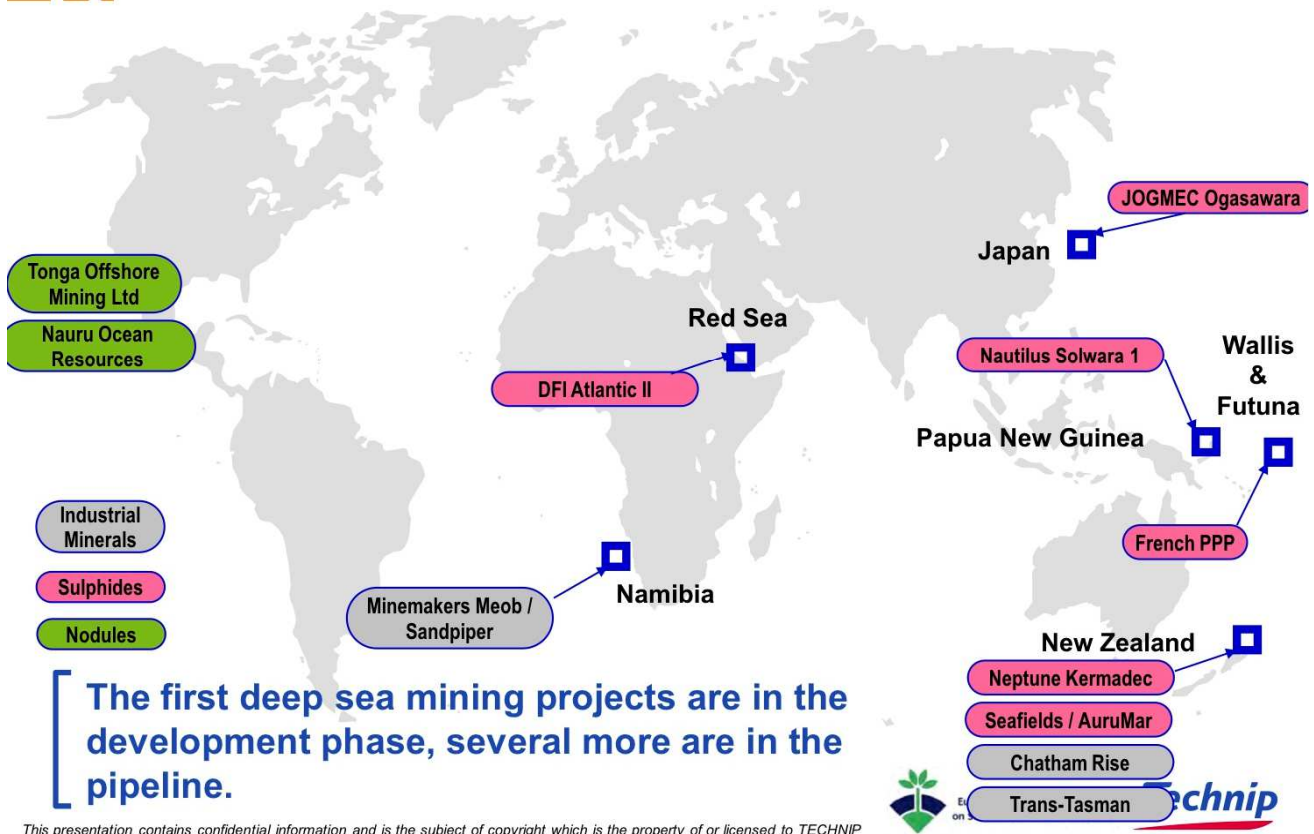 JOGMEC Ogasawara
Japan
Tonga Offshore
Mining Ltd
Nauru Ocean
Resources
Red Sea
DFI Atlantic II
Nautilus Solwara 1
Wallis
&
Futuna
Papua New Guinea
French PPP
Industrial
Minerals
Sulphides
Nodules
Minemakers Meob /
Sandpiper
Namibia
New Zealand
Neptune Kermadec
Seafields / AuruMar
Chatham Rise
Trans-Tasman
The first deep sea mining projects are in the
development phase, several more are in the
pipeline.
Technip
This presentation contains confidential information and is the subject of copyright which is the property of or licensed to TECHNIP